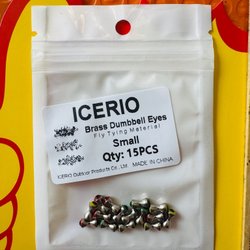 ICERIO
Brass Dumbbell Eyes
Fly Tying Material
Small
Qty: 15PCS
ICERIO Outdoor Products Co., Ltd. MADE IN CHINA